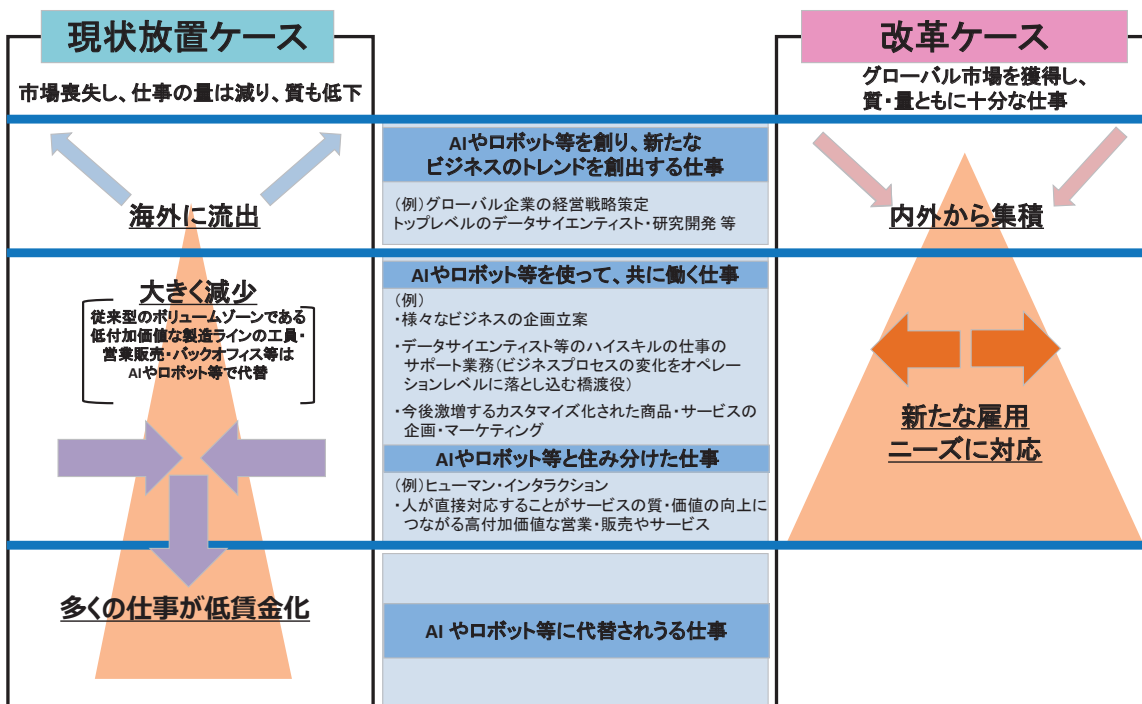 現状放置ケース
市場喪失し、仕事の量は減り、質も低下
海外に流出
大きく減少
従来型のボリュームゾーンである
低付加価値な製造ラインの工員・
営業販売・バックオフィス等は
AIやロボット等で代替
多くの仕事が低賃金化
AIやロボット等を創り、新たな
ビジネスのトレンドを創出する仕事
（例）グローバル企業の経営戦略策定
トップレベルのデータサイエンティスト・研究開発 等
AIやロボット等を使って、共に働く仕事
（例）
・様々なビジネスの企画立案
・データサイエンティスト等のハイスキルの仕事の
サポート業務（ビジネスプロセスの変化をオペレー
ションレベルに落とし込む橋渡役）
・今後激増するカスタマイズ化された商品・サービスの
企画・マーケティング
AIやロボット等と住み分けた仕事
（例）ヒューマン・インタラクション
・人が直接対応することがサービスの質・価値の向上に
つながる高付加価値な営業・販売やサービス
AI やロボット等に代替されうる仕事
改革ケース
グローバル市場を獲得し、
質・量ともに十分な仕事
内外から集積
新たな雇用
ニーズに対応